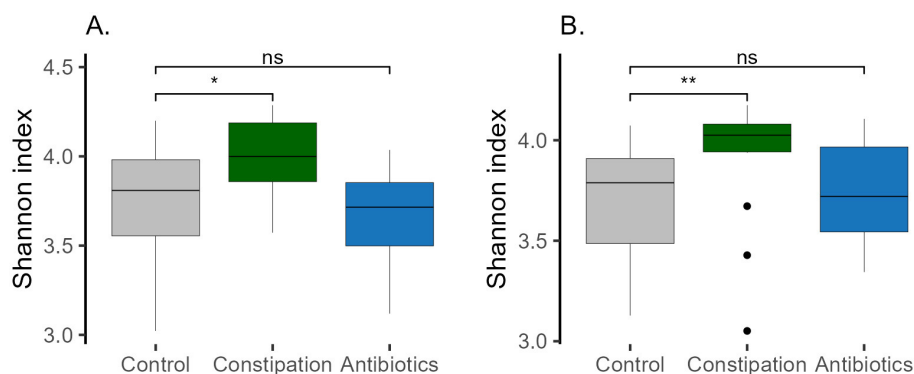 A.
ns
*
4.5
4.0
3.5
3.0
Shannon index
Control Constipation Antibiotics
B.
ns
**
4.0
3.5
3.0
Shannon index
Control Constipation Antibiotics